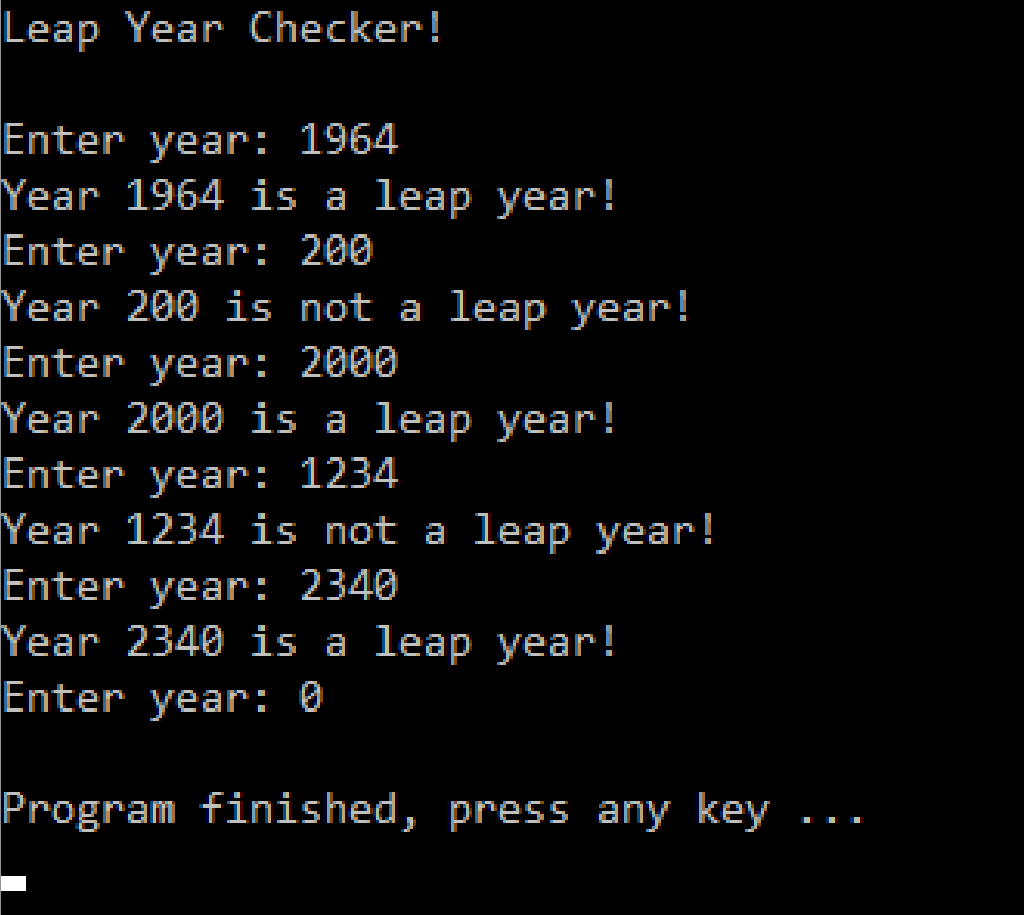 Leap Year Checker!
Enter year: 1964
Year 1964 is a leap year!
Enter year: 200
Year 200 is not a leap year!
Enter year: 2000
Year 2000 is a leap year!
Enter year: 1234
Year 1234 is not a leap year!
Enter year: 2340
Year 2340 is a leap year!
Enter year: 0
Program finished, press any key ...